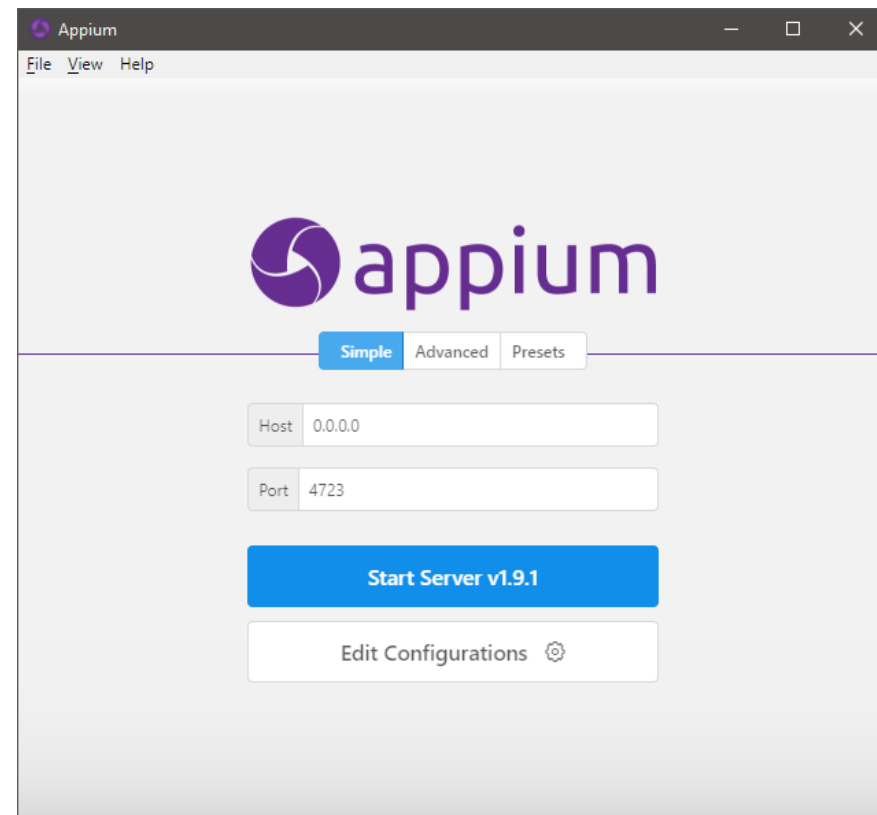 Appium
File View Help
appium
Simple Advanced Presets
Host 0.0.0.0
Port 4723
Start Server v1.9.1
Edit Configurations